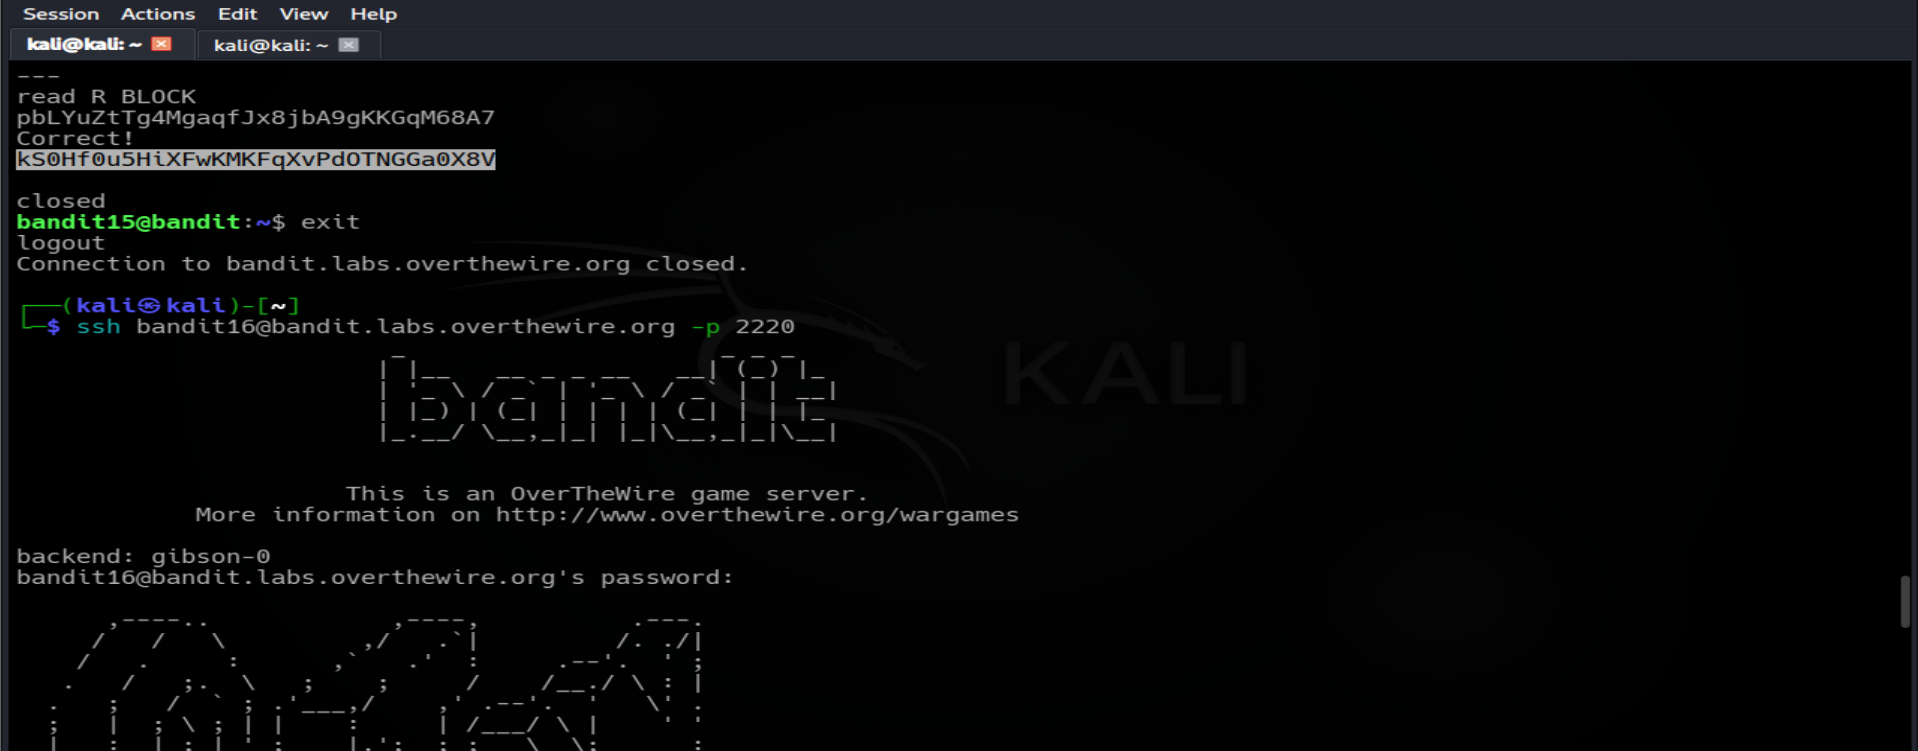 Session Actions Edit View Help
kali@kali: ~ kali@kali: ~
---
read R BLOCK
pbLYuZtTg4MgaqfJx8jbA9gKKGqM68A7
Correct!
kS0Hf0u5HiXFwKMKFqXvPdOTNGGa0X8V
closed
bandit15@bandit:~$ exit
logout
Connection to bandit.labs.overthewire.org closed.
(kali㉿kali)-[~]
$ ssh bandit16@bandit.labs.overthewire.org -p 2220
bandit
KALI
This is an OverTheWire game server.
More information on http://www.overthewire.org/wargames
backend: gibson-0
bandit16@bandit.labs.overthewire.org's password: